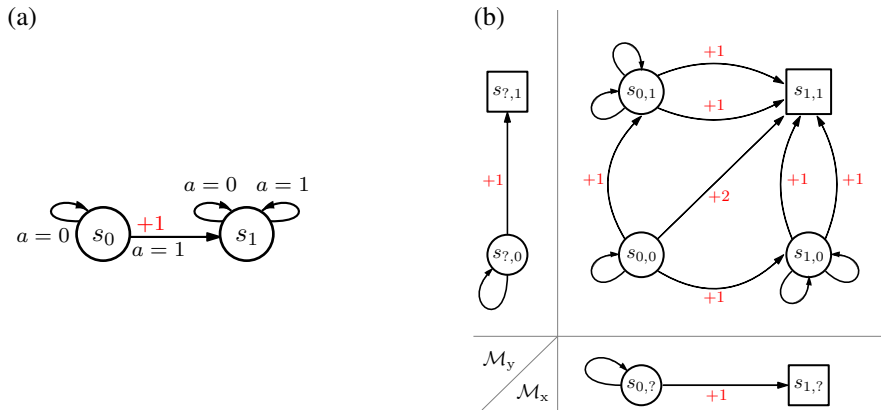 (a)
a = 0
a = 1
a = 0
s₀
+1
a = 1
s₁
(b)
s?,1
+1
s?,0
+1
s0,1
+1
s1,1
+1
+2
+1
+1
s0,0
+1
s1,0
ℳy
ℳx
s0,?
+1
s1,?